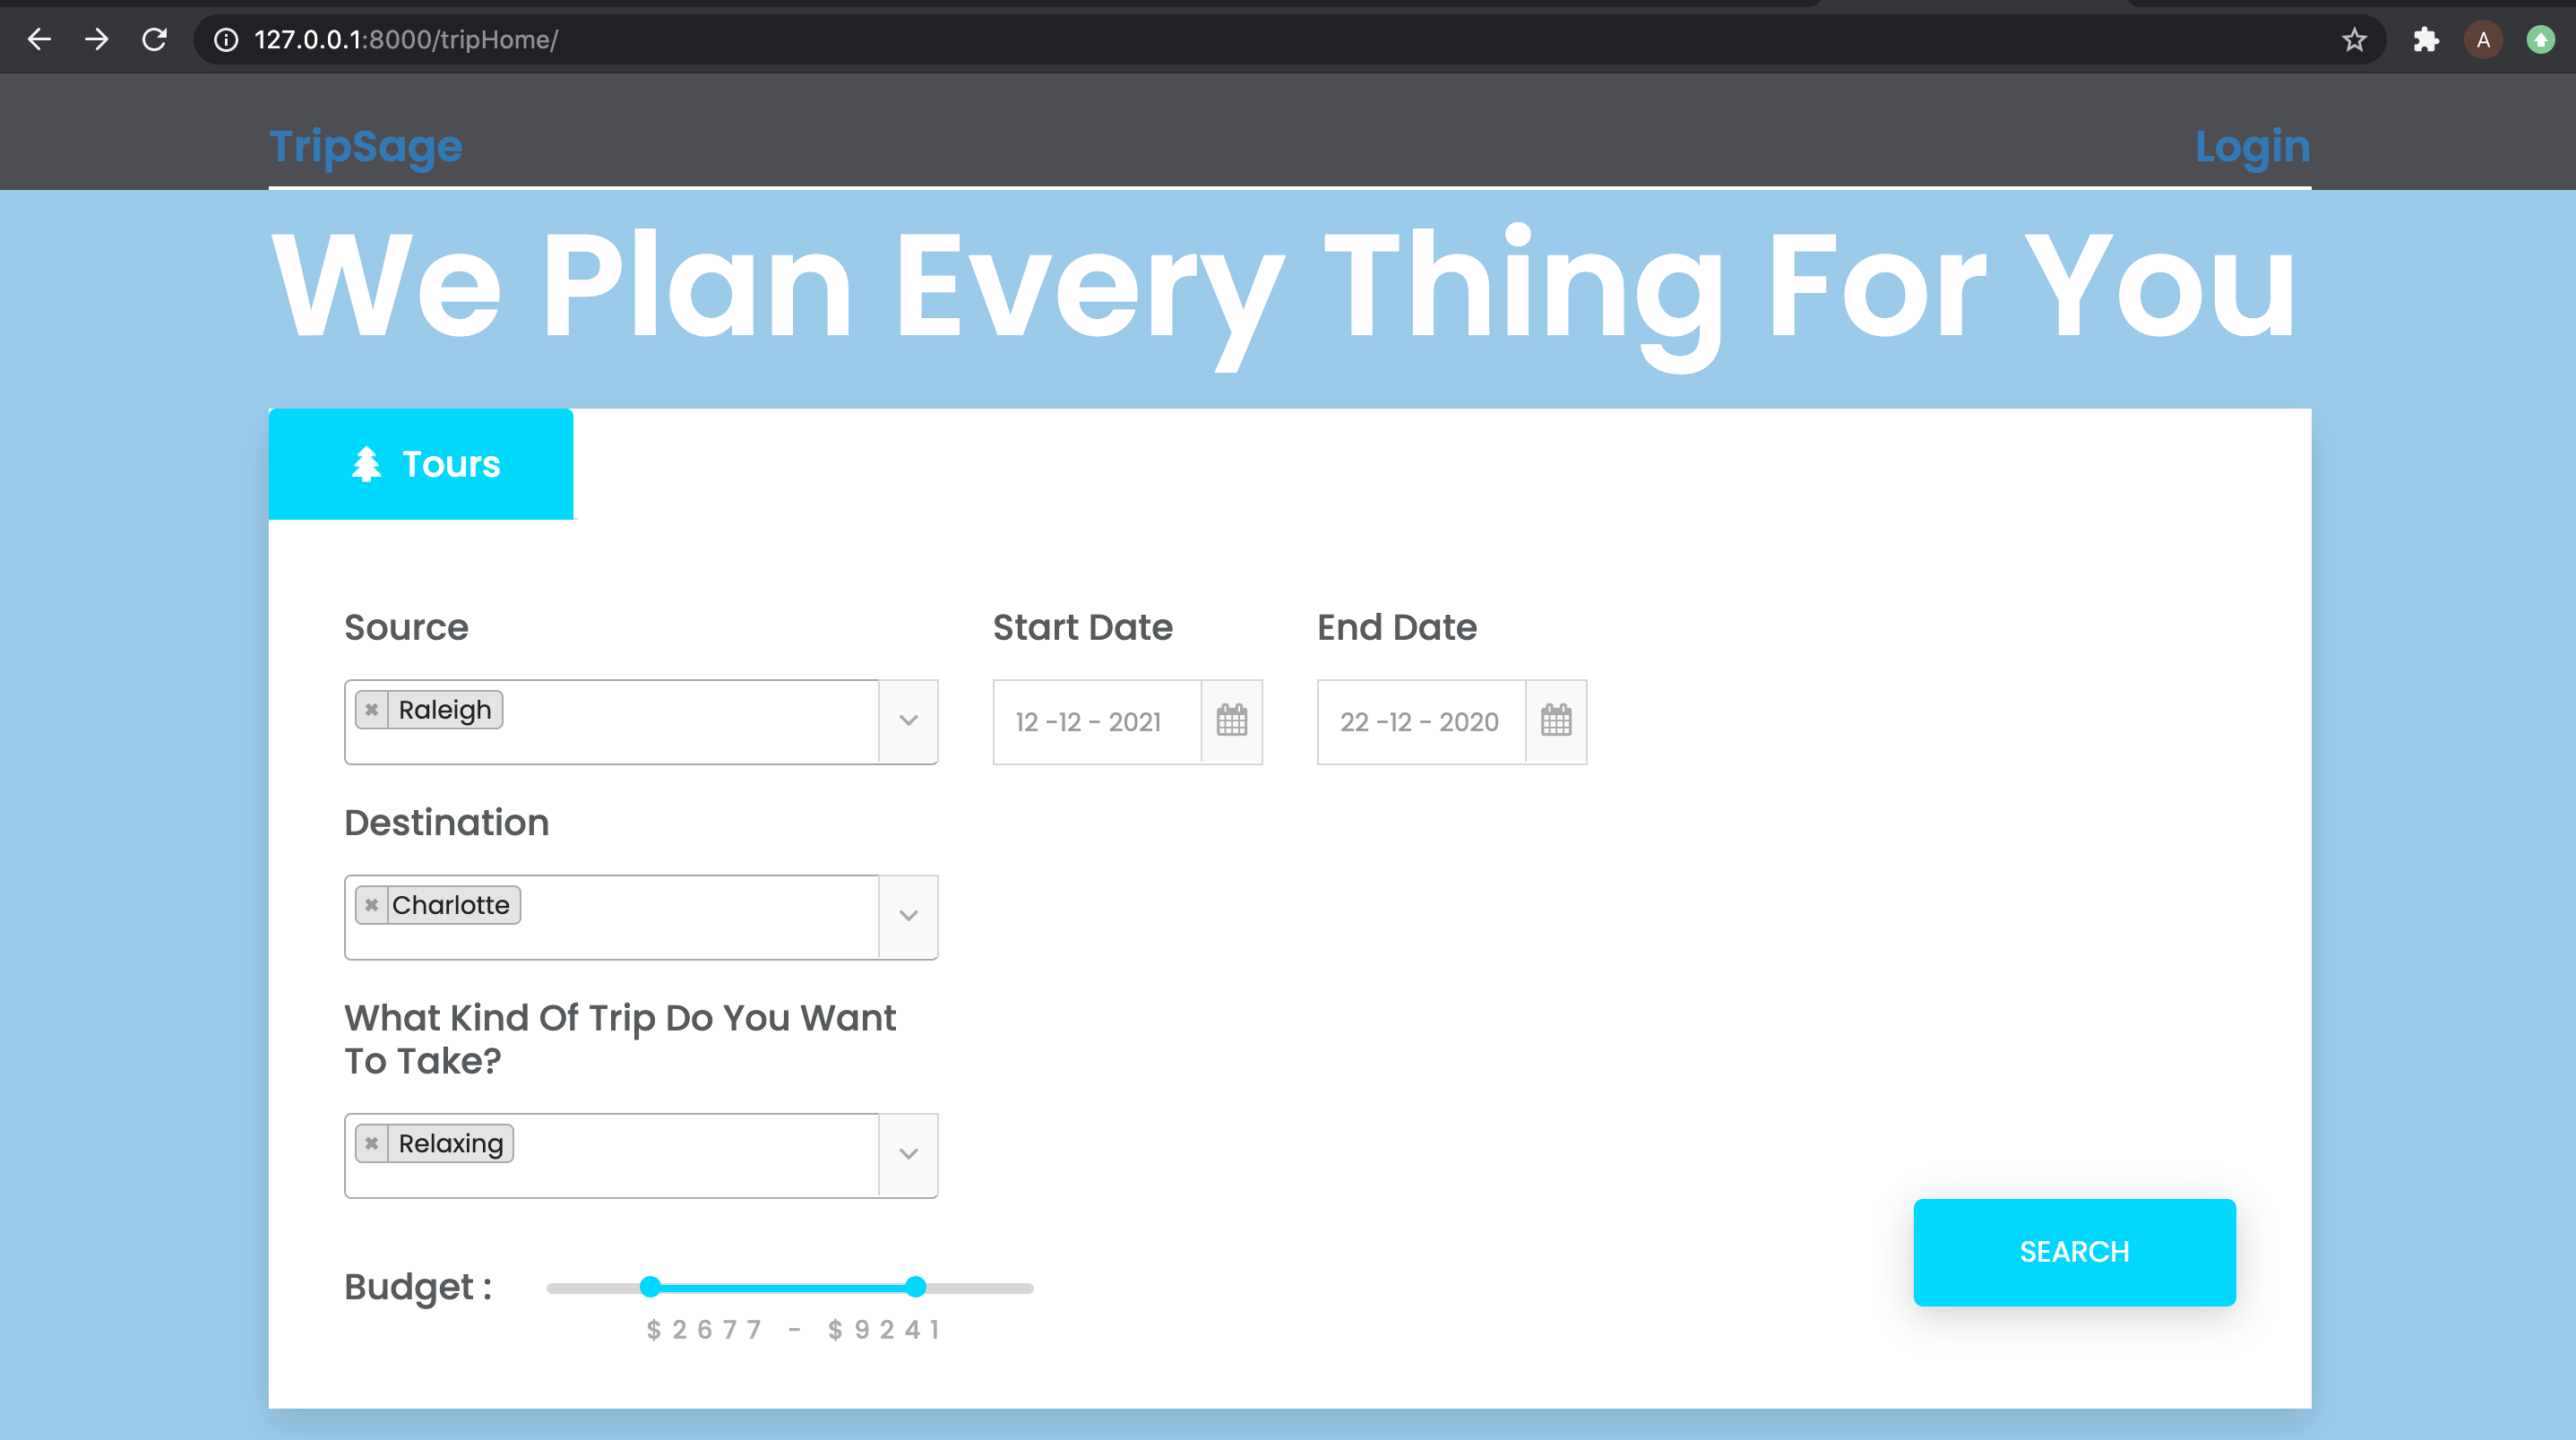 127.0.0.1:8000/tripHome/
A
TripSage
Login
We Plan Every Thing For You
Tours
Source
Start Date
End Date
Raleigh
12 -12 - 2021
22 -12 - 2020
Destination
Charlotte
What Kind Of Trip Do You Want
To Take?
Relaxing
SEARCH
Budget :
$2677 - $9241